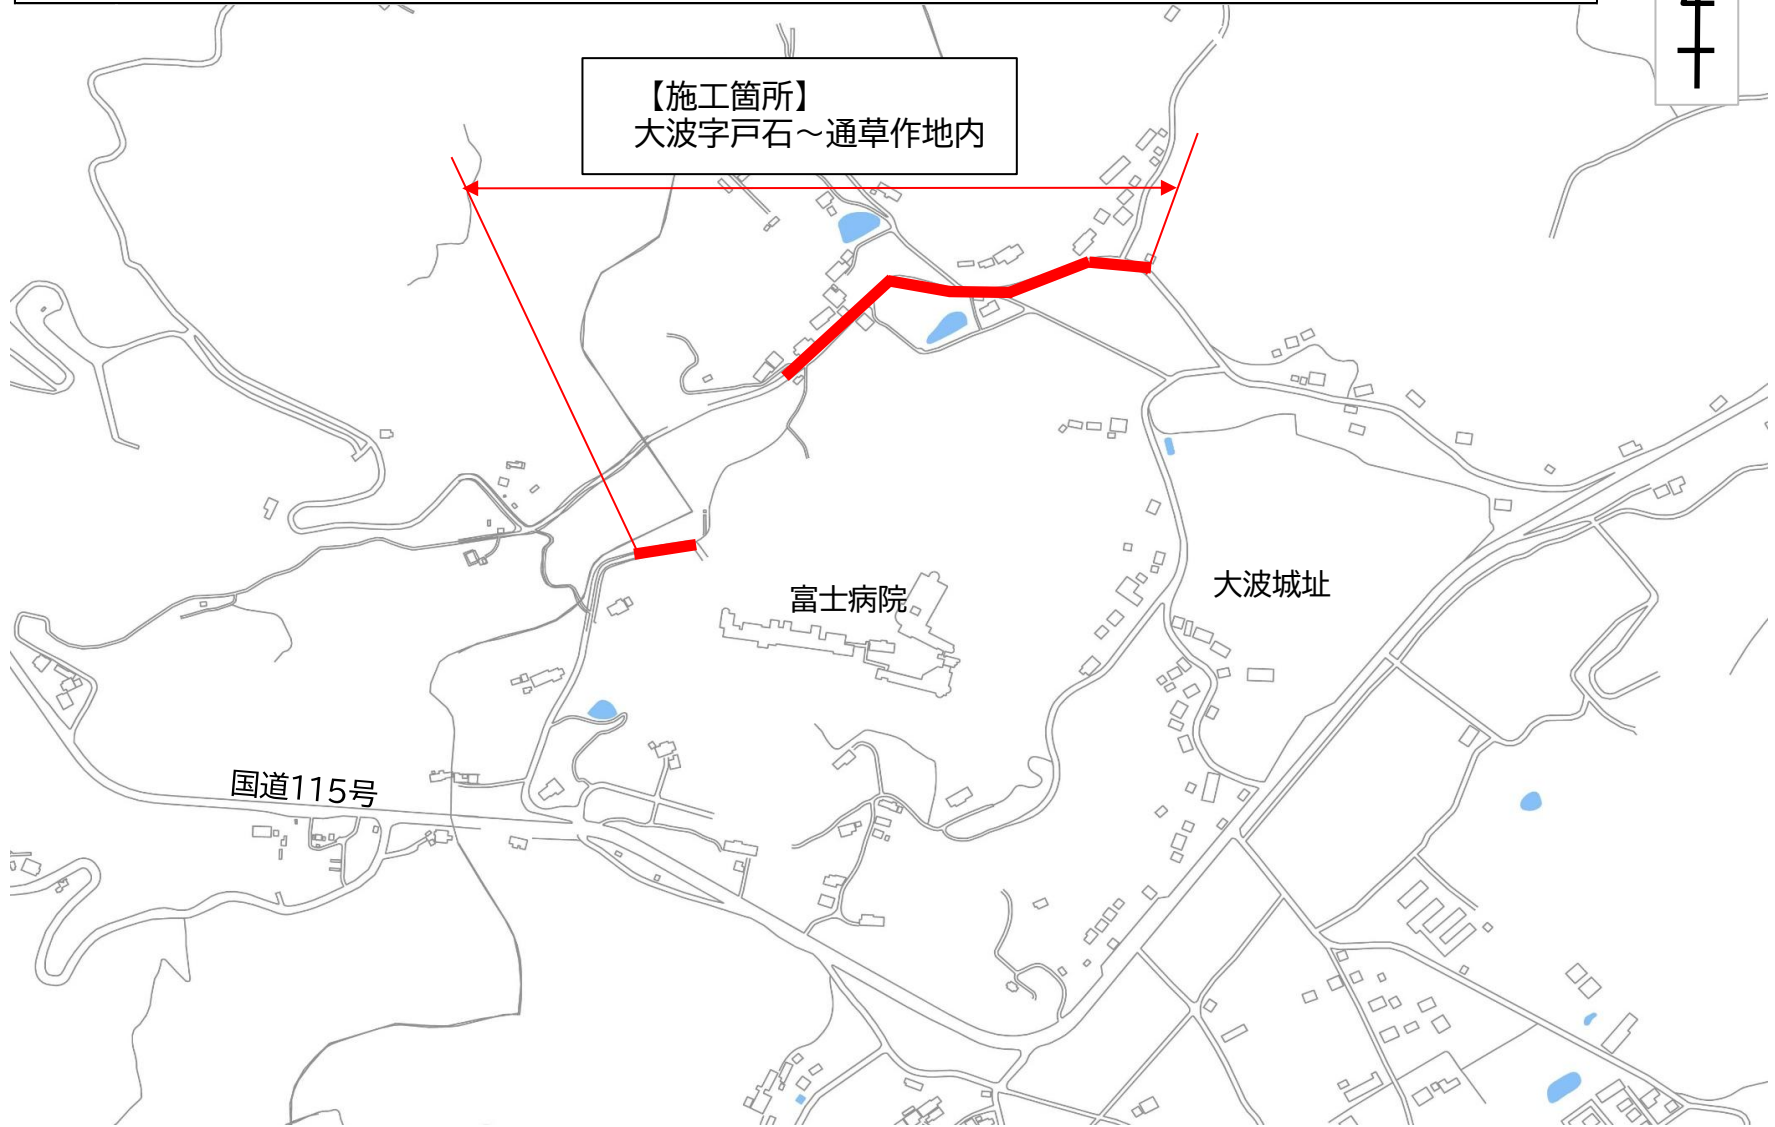 【施工箇所】
大波字戸石～通草作地内
富士病院
大波城址
国道115号